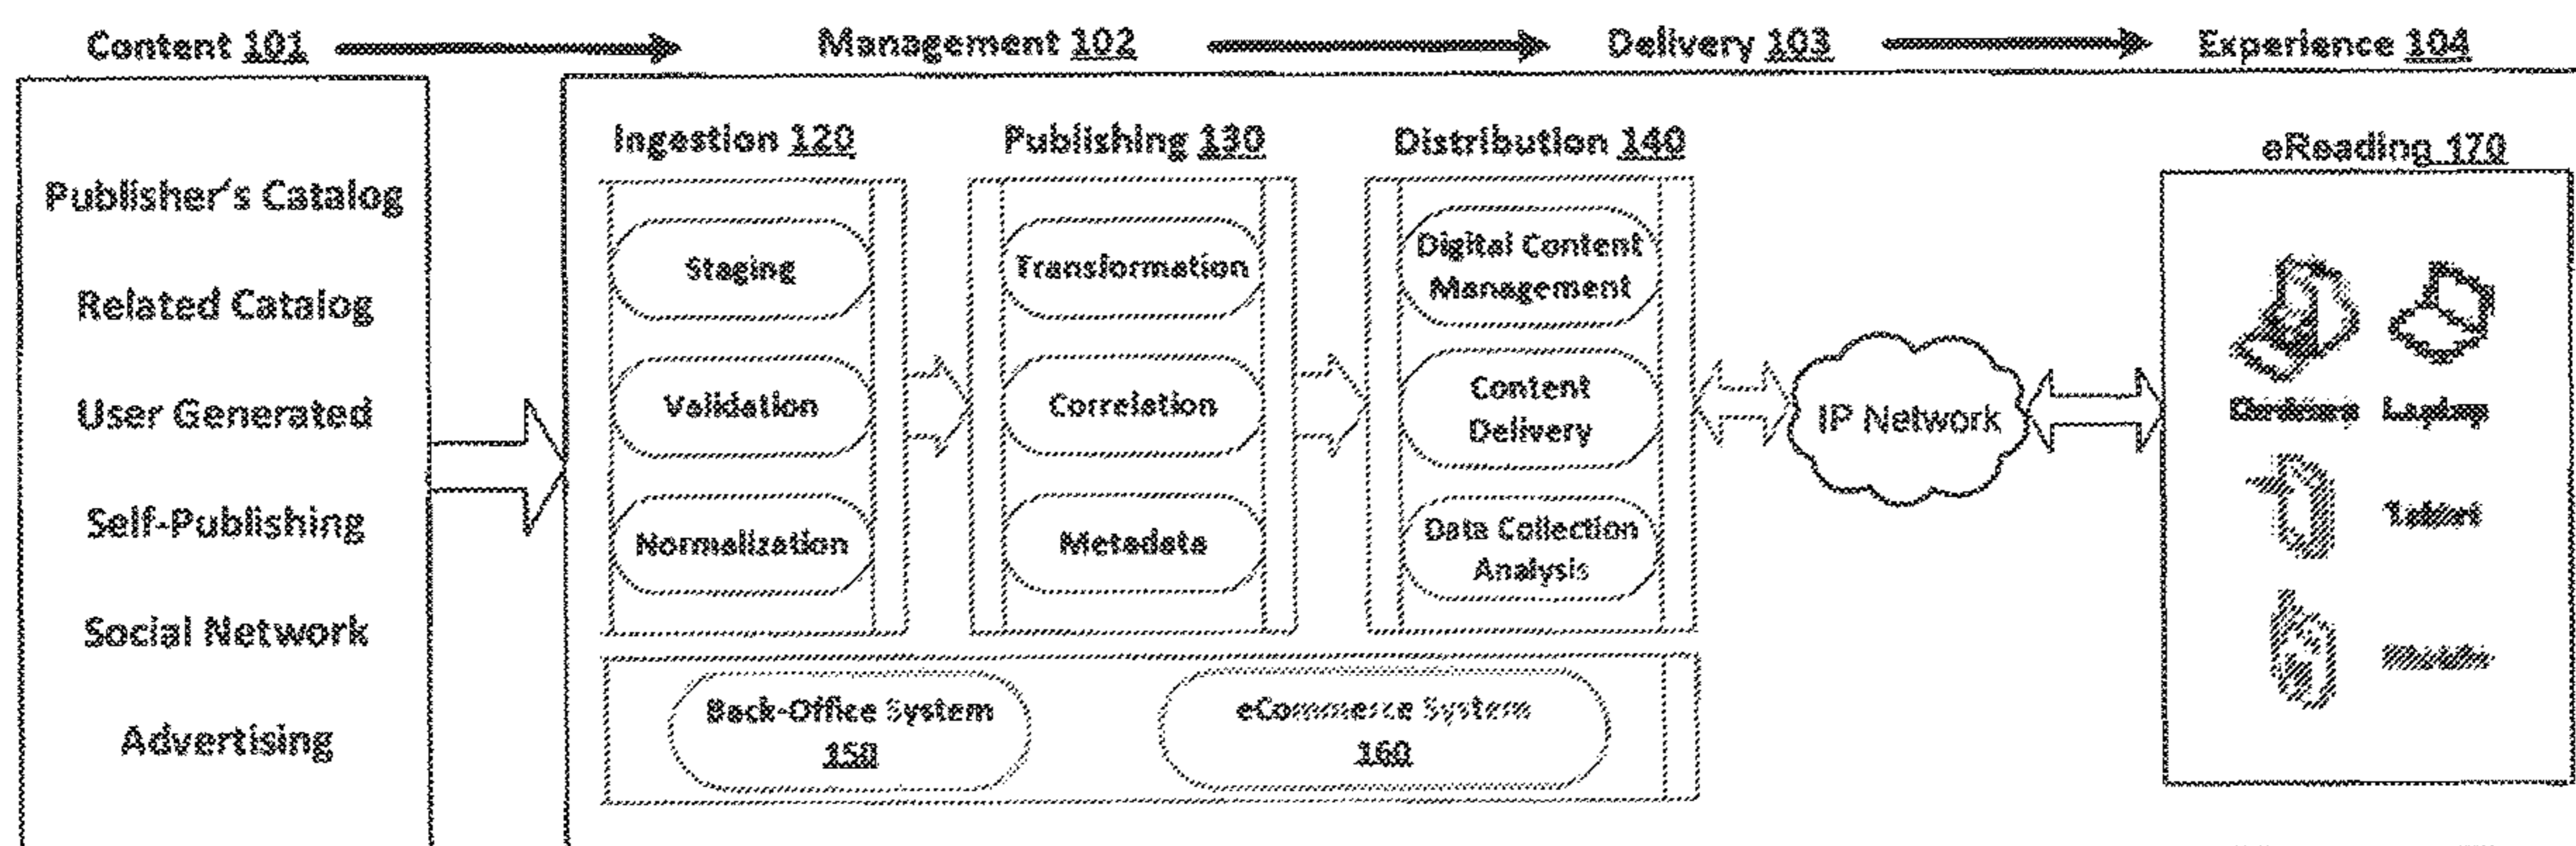 Content 101
Management 102
Delivery 103
Experience 104
Publisher's Catalog
Related Catalog
User Generated
Self-Publishing
Social Network
Advertising
Ingestion 120
Staging
Validation
Normalization
Publishing 130
Transformation
Correlation
Metadata
Distribution 140
Digital Content
Management
Content
Delivery
Data Collection
Analysis
Back-Office System
150
eCommerce System
160
IP Network
eReading 170
Laptop
Tablet